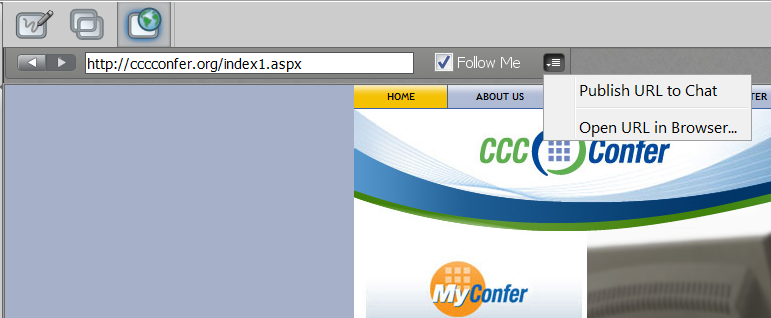 http://cccconfer.org/index1.aspx
Follow Me
Publish URL to Chat
Open URL in Browser...
HOME
ABOUT US
TER
CCC Confer
MyConfer